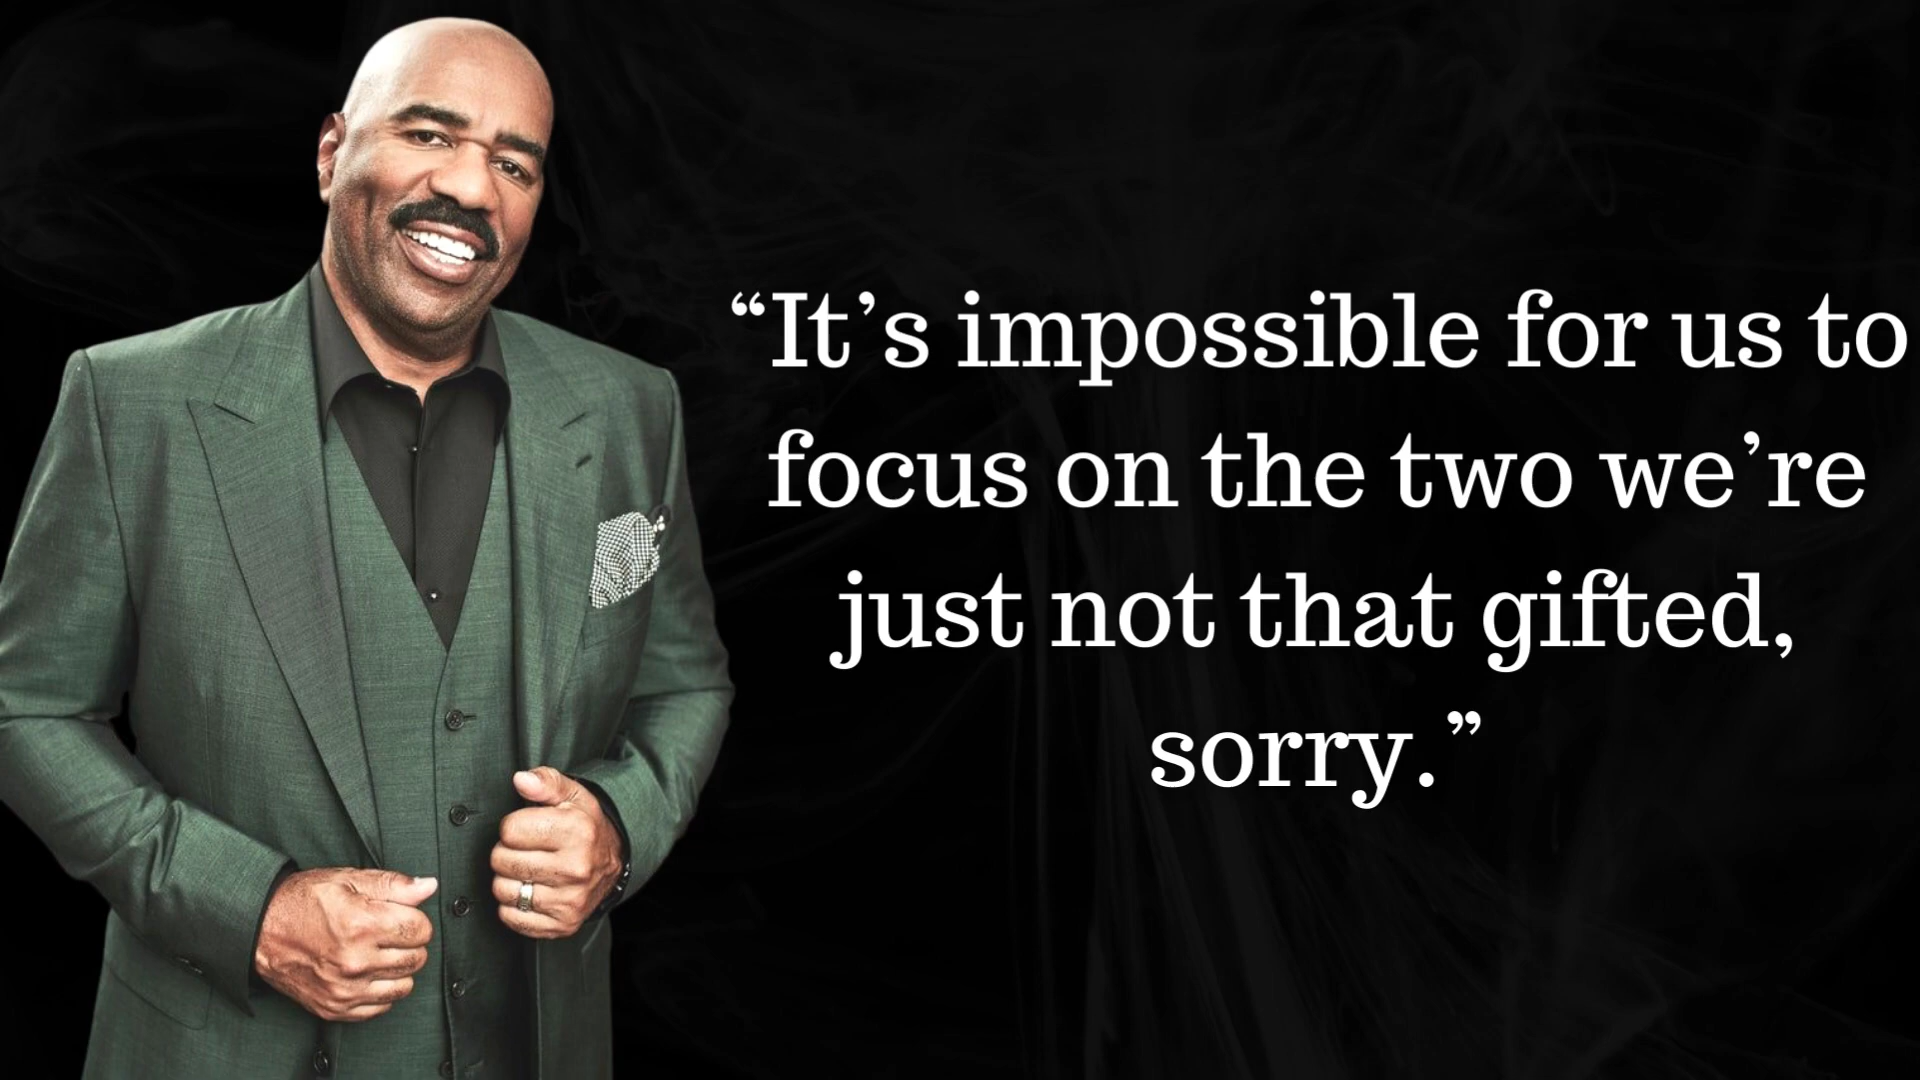 “It’s impossible for us to
focus on the two we’re
just not that gifted,
sorry.”